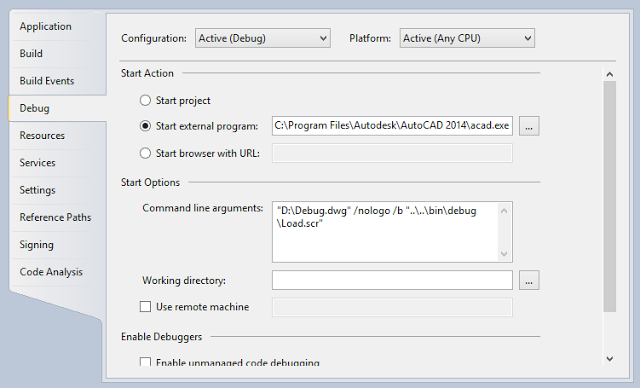 Application
Build
Build Events
Debug
Resources
Services
Settings
Reference Paths
Signing
Code Analysis
Configuration: Active (Debug) Platform: Active (Any CPU)
Start Action
Start project
Start external program: C:\Program Files\Autodesk\AutoCAD 2014\acad.exe ...
Start browser with URL:
Start Options
Command line arguments: "D:\Debug.dwg" /nologo /b "..\..\bin\debug
\Load.scr"
Working directory: ...
Use remote machine
Enable Debuggers
Enable unmanaged code debugging